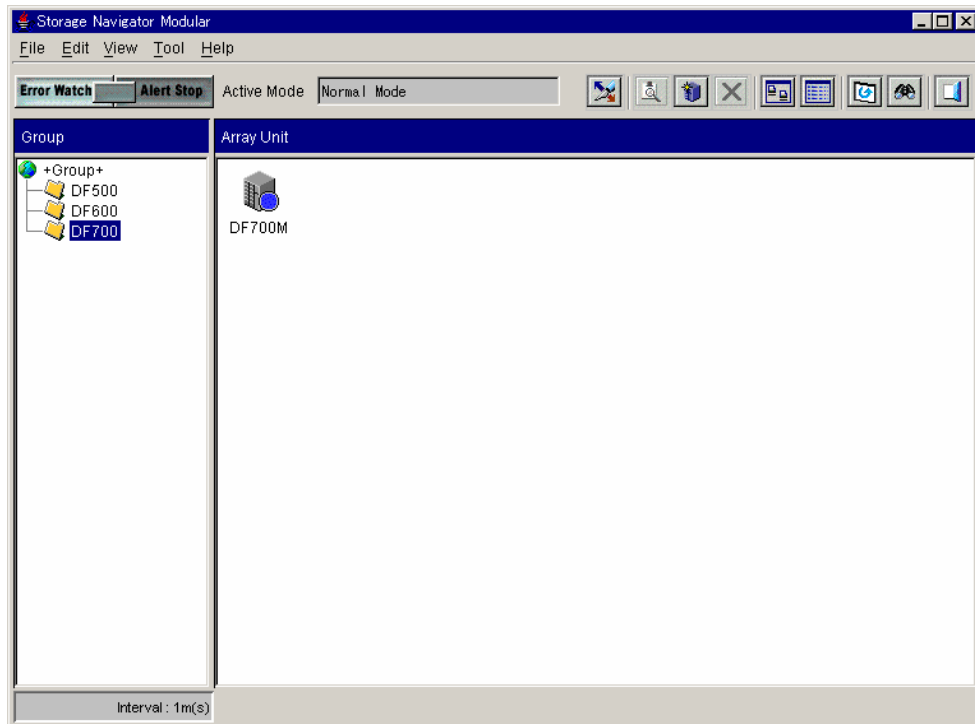 Storage Navigator Modular
File Edit View Tool Help
Error Watch Alert Stop Active Mode Normal Mode
Group Array Unit
+Group+
DF500
DF600
DF700
DF700M
Interval : 1m(s)